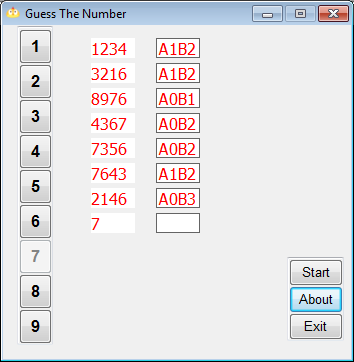 Guess The Number
1
2
3
4
5
6
7
8
9
1234 A1B2
3216 A1B2
8976 A0B1
4367 A0B2
7356 A0B2
7643 A1B2
2146 A0B3
7
Start
About
Exit